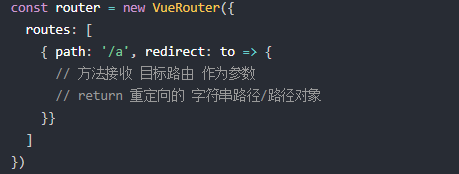 const router = new VueRouter({
  routes: [
    { path: '/a', redirect: to => {
      // 方法接收 目标路由 作为参数
      // return 重定向的 字符串路径/路径对象
    }}
  ]
})